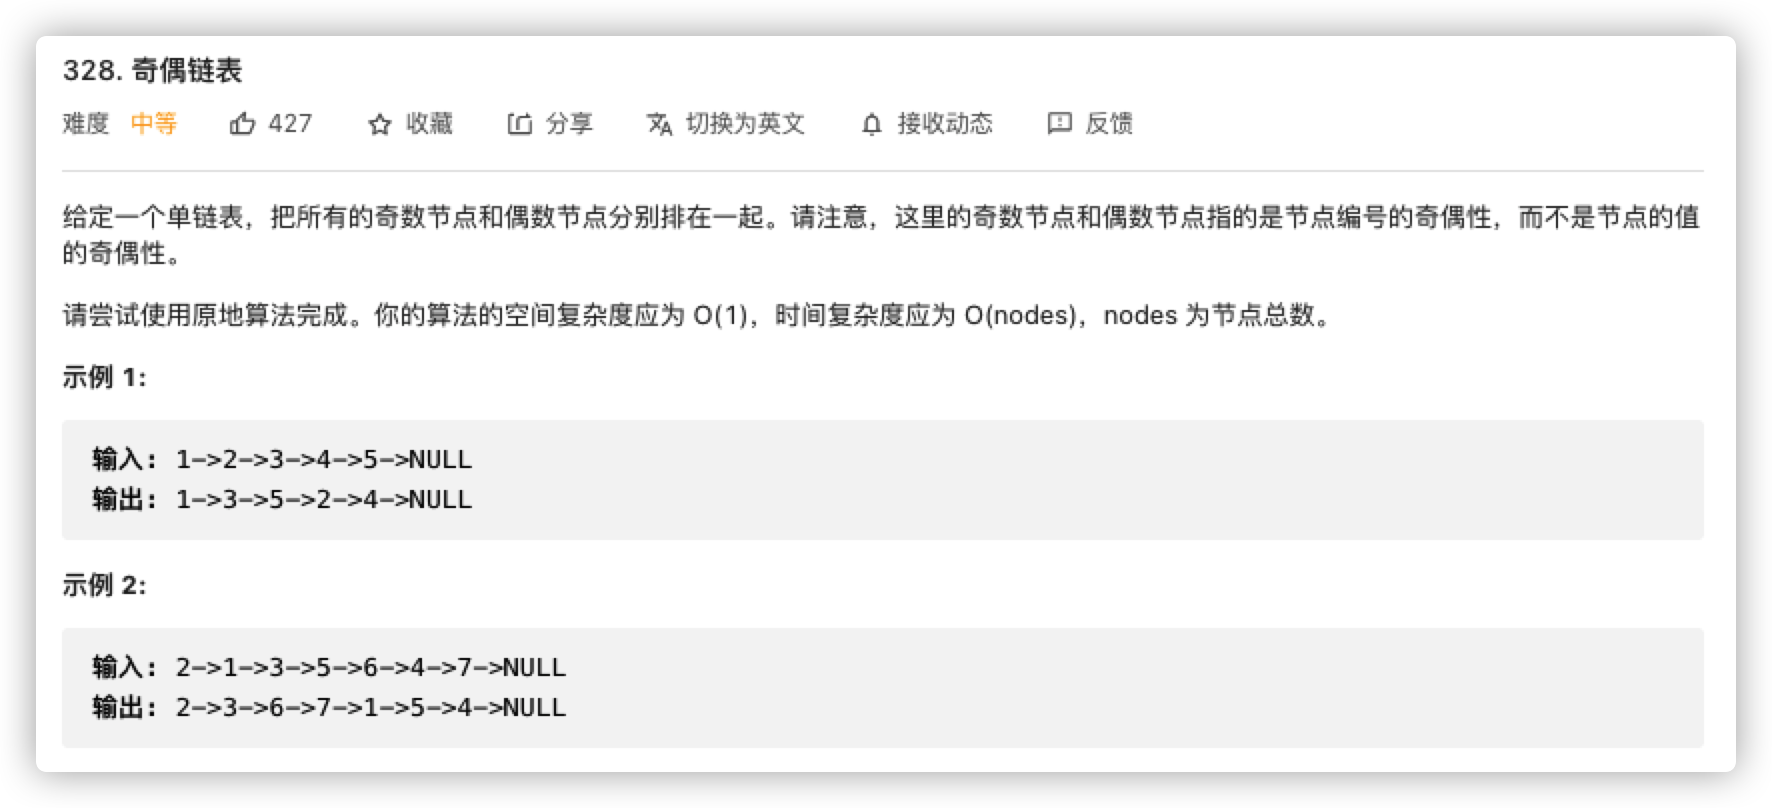 328. 奇偶链表
难度 中等 427 收藏 分享 切换为英文 接收动态 反馈
给定一个单链表，把所有的奇数节点和偶数节点分别排在一起。请注意，这里的奇数节点和偶数节点指的是节点编号的奇偶性，而不是节点的值
的奇偶性。
请尝试使用原地算法完成。你的算法的空间复杂度应为 O(1)，时间复杂度应为 O(nodes)，nodes 为节点总数。
示例 1:
输入: 1->2->3->4->5->NULL
输出: 1->3->5->2->4->NULL
示例 2:
输入: 2->1->3->5->6->4->7->NULL
输出: 2->3->6->7->1->5->4->NULL